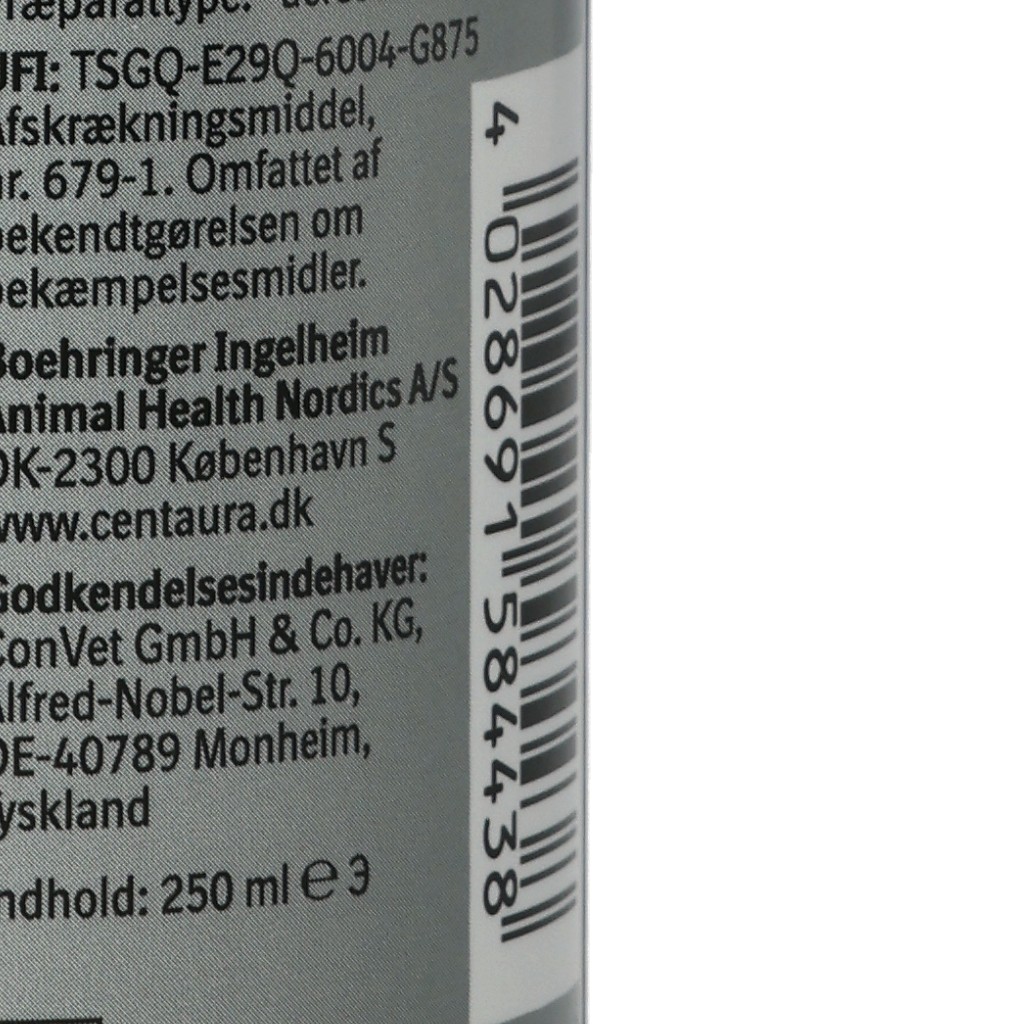 UFI: TSGQ-E29Q-6004-G875
Afskrækningsmiddel,
nr. 679-1. Omfattet af
bekendtgørelsen om
bekæmpelsesmidler.
Boehringer Ingelheim
Animal Health Nordics A/S
DK-2300 København S
www.centaura.dk
Godkendelsesindehaver:
ConVet GmbH & Co. KG,
Alfred-Nobel-Str. 10,
DE-40789 Monheim,
Tyskland
Indhold: 250 ml ℮
4 028691 584438